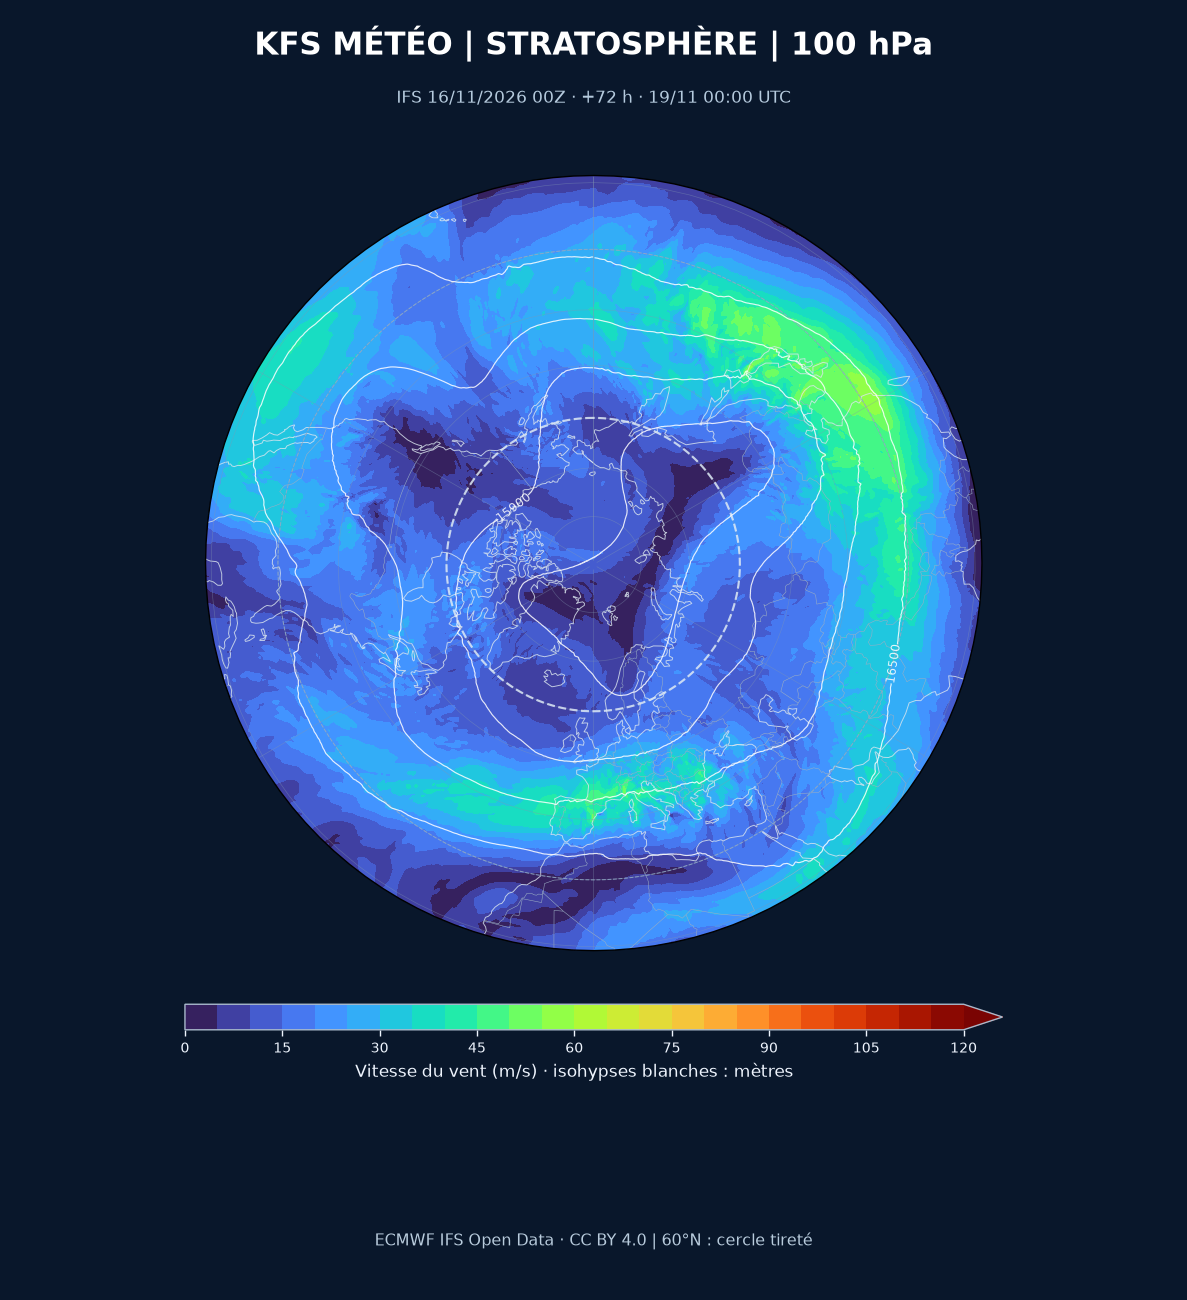 KFS MÉTÉO | STRATOSPHÈRE | 100 hPa
IFS 16/11/2026 00Z · +72 h · 19/11 00:00 UTC
15900
16500
0 15 30 45 60 75 90 105 120
Vitesse du vent (m/s) · isohypses blanches : mètres
ECMWF IFS Open Data · CC BY 4.0 | 60°N : cercle tireté